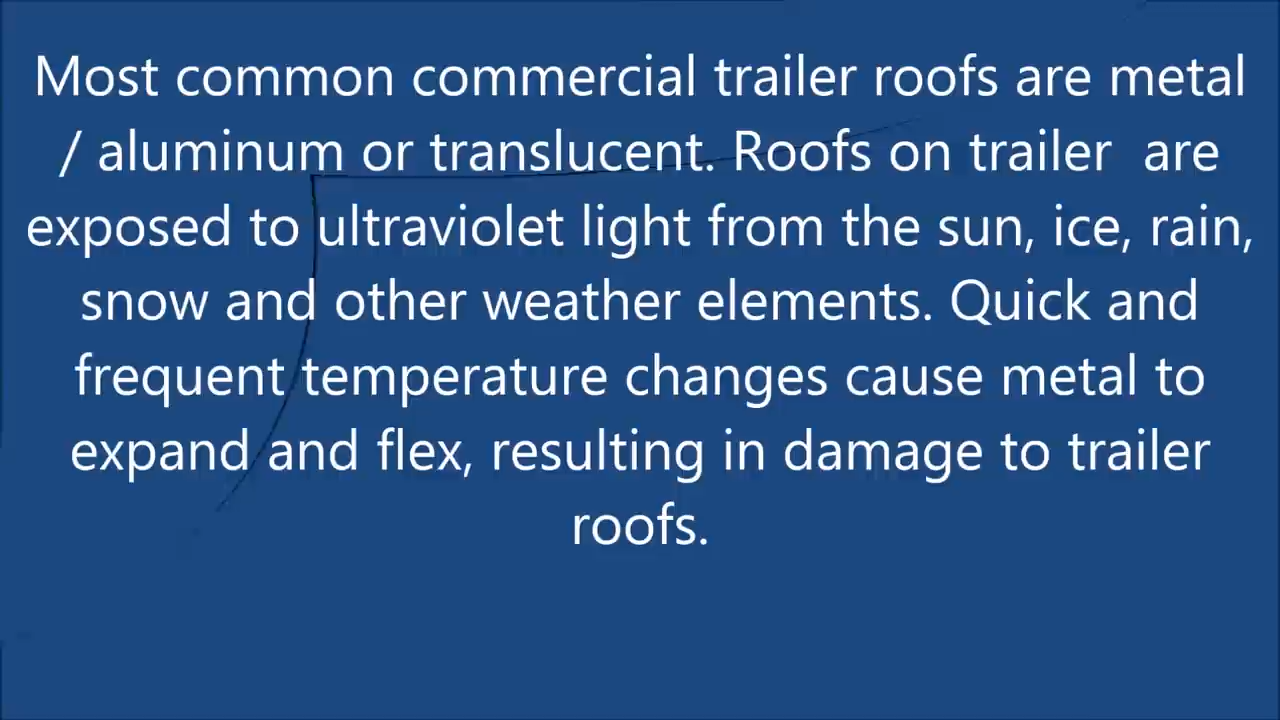 Most common commercial trailer roofs are metal
/ aluminum or translucent. Roofs on trailer  are
exposed to ultraviolet light from the sun, ice, rain,
snow and other weather elements. Quick and
frequent temperature changes cause metal to
expand and flex, resulting in damage to trailer
roofs.